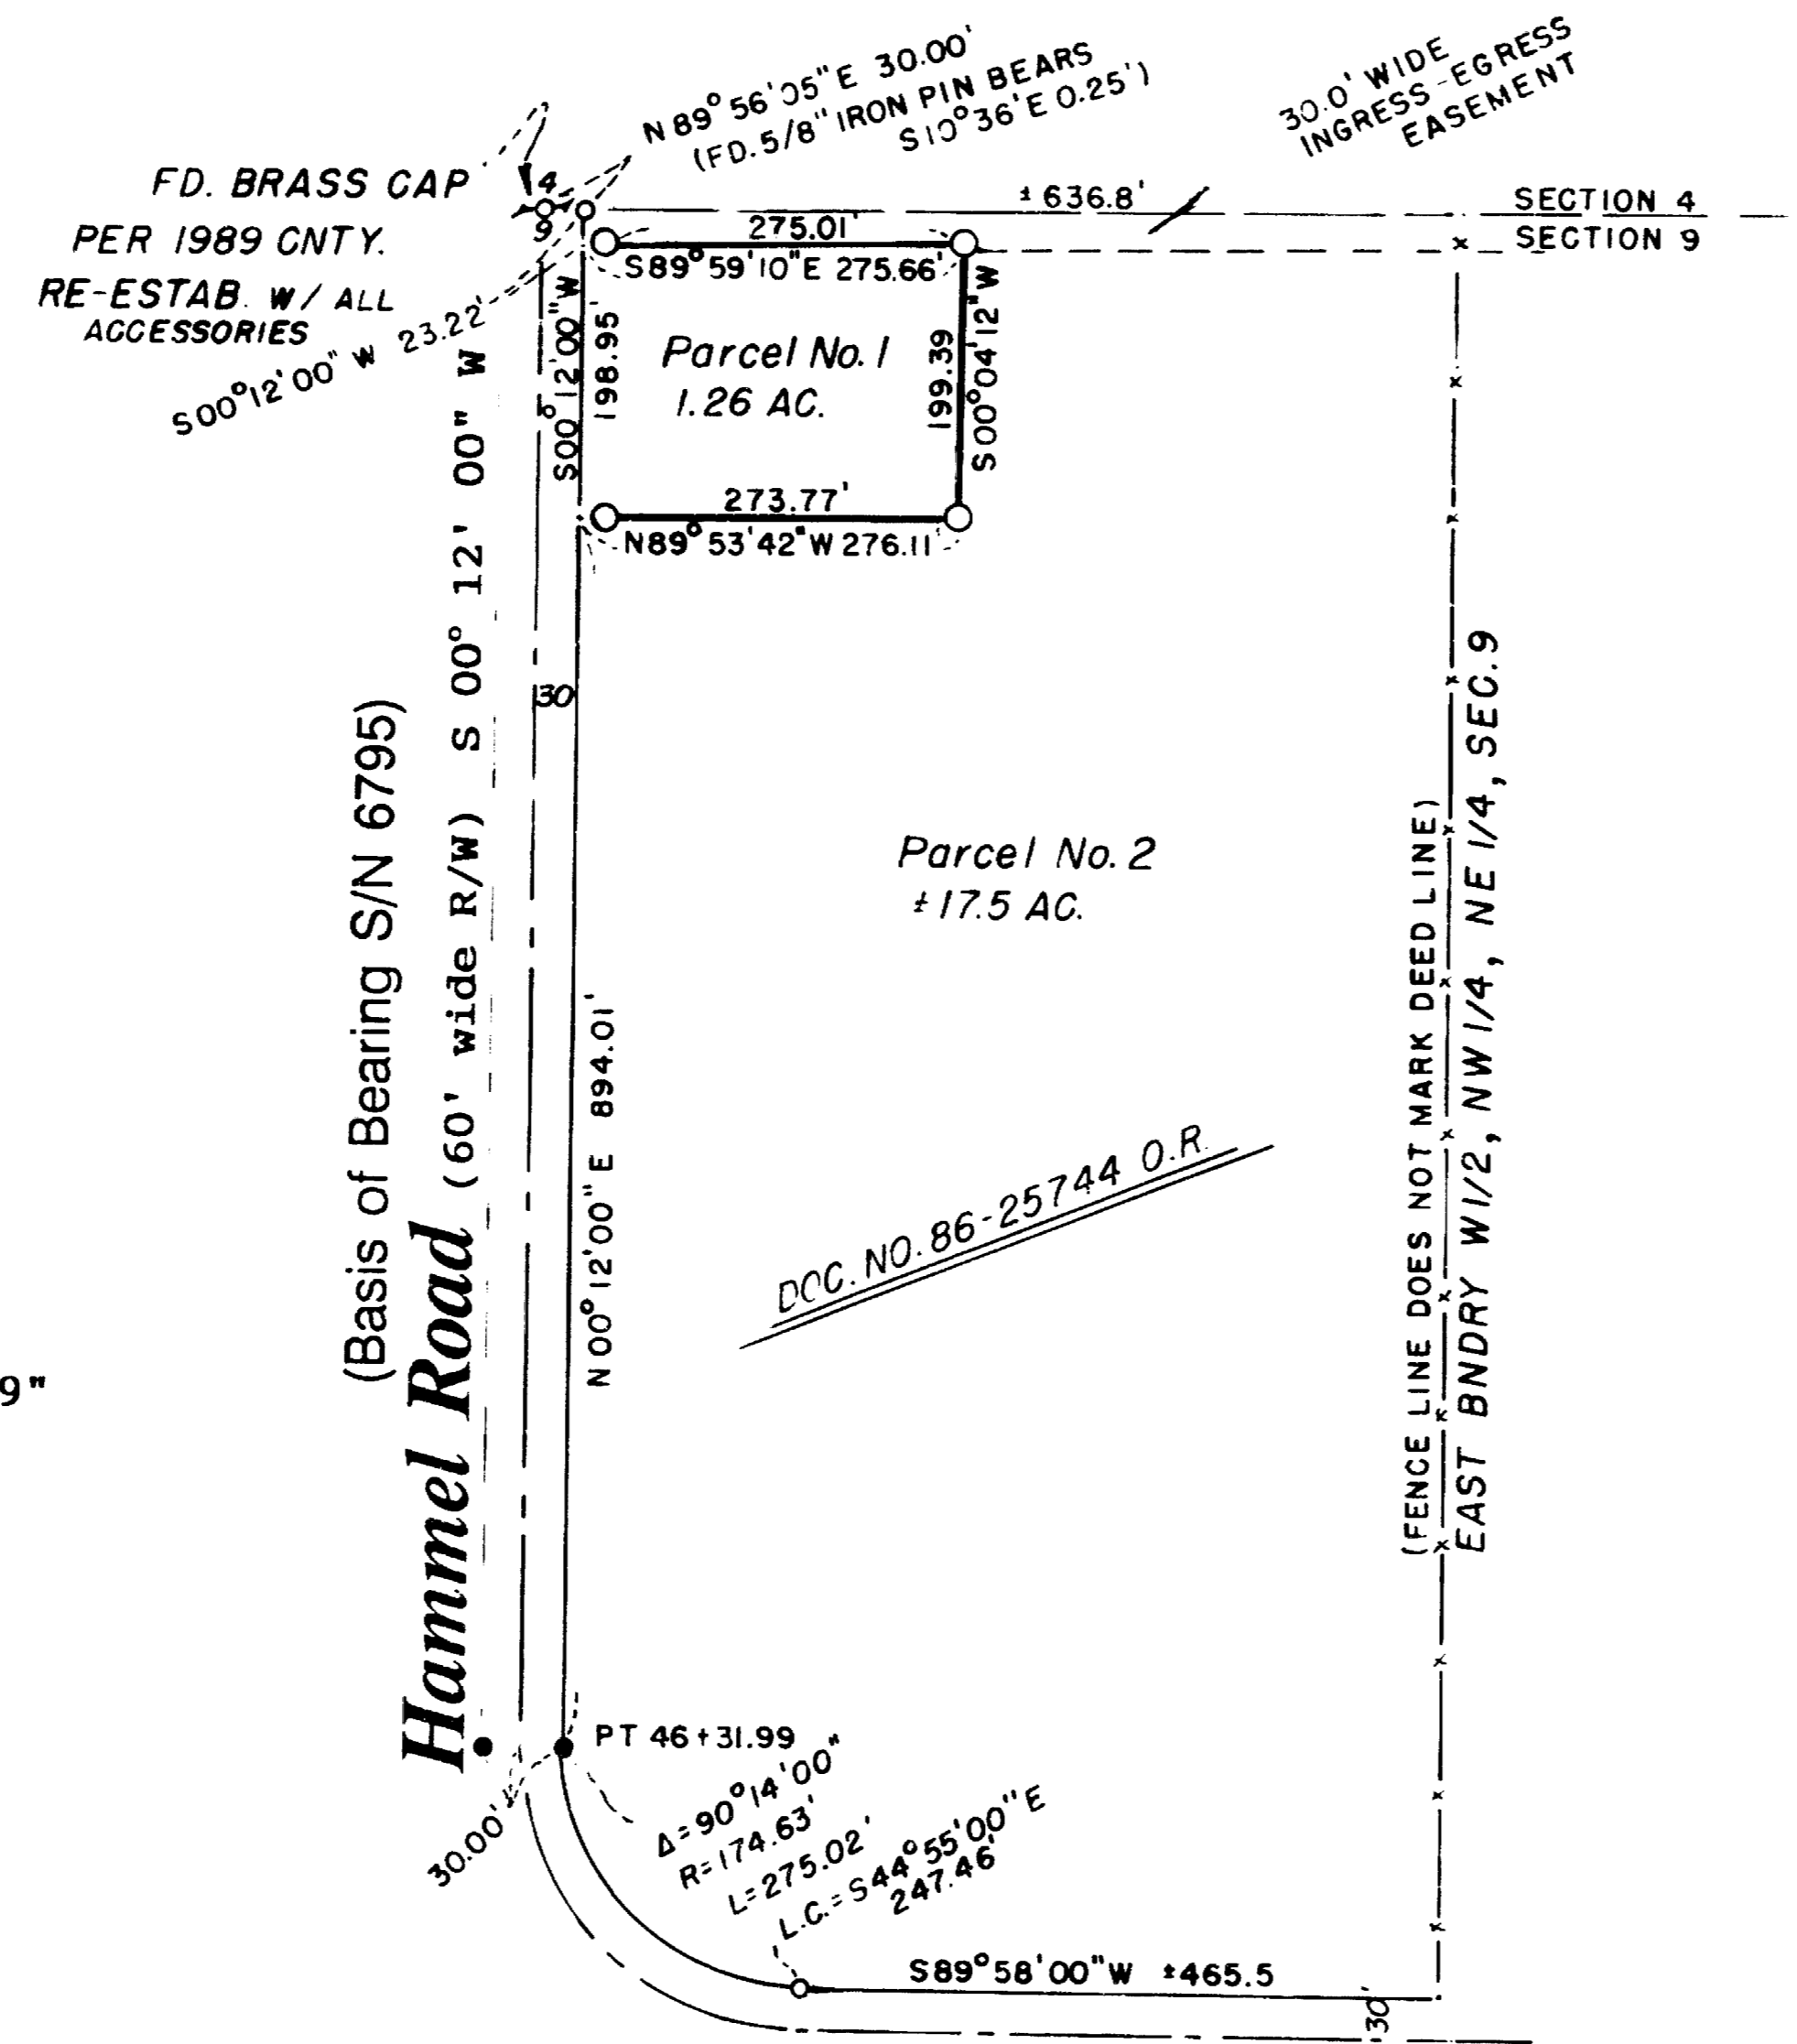 N 89° 56' 05" E 30.00'
(FD. 5/8" IRON PIN BEARS
S 10° 36' E 0.25')
30.0' WIDE
INGRESS-EGRESS
EASEMENT
FD. BRASS CAP
PER 1989 CNTY.
RE-ESTAB. W/ ALL
ACCESSORIES
4
9
± 636.8'
SECTION 4
SECTION 9
275.01'
S89° 59' 10" E 275.66'
S 00° 12' 00" W 23.22'
S00° 12' 00" W
198.95
Parcel No. 1
1.26 AC.
199.39
S 00° 04' 12" W
273.77'
N89° 53' 42" W 276.11'
S 00° 12' 00" W
30
(Basis of Bearing S/N 6795)
Hammel Road (60' wide R/W)
N 00° 12' 00" E 894.01'
Parcel No. 2
± 17.5 AC.
DOC. NO. 86-25744 O.R.
(FENCE LINE DOES NOT MARK DEED LINE)
EAST BNDRY W1/2, NW 1/4, NE 1/4, SEC. 9
9"
PT 46+31.99
30.00'
Δ=90° 14' 00"
R=174.63'
L=275.02'
L.C.=S44° 55' 00" E
247.46'
S89° 58' 00" W ±465.5
30'